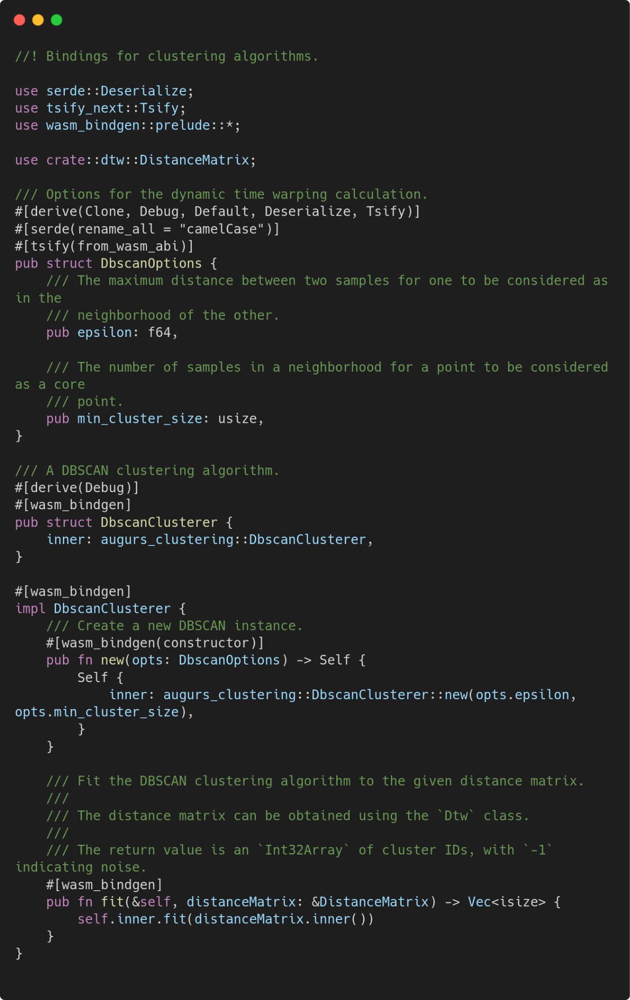 //! Bindings for clustering algorithms.

use serde::Deserialize;
use tsify_next::Tsify;
use wasm_bindgen::prelude::*;

use crate::dtw::DistanceMatrix;

/// Options for the dynamic time warping calculation.
#[derive(Clone, Debug, Default, Deserialize, Tsify)]
#[serde(rename_all = "camelCase")]
#[tsify(from_wasm_abi)]
pub struct DbscanOptions {
    /// The maximum distance between two samples for one to be considered as
in the
    /// neighborhood of the other.
    pub epsilon: f64,

    /// The number of samples in a neighborhood for a point to be considered
as a core
    /// point.
    pub min_cluster_size: usize,
}

/// A DBSCAN clustering algorithm.
#[derive(Debug)]
#[wasm_bindgen]
pub struct DbscanClusterer {
    inner: augurs_clustering::DbscanClusterer,
}

#[wasm_bindgen]
impl DbscanClusterer {
    /// Create a new DBSCAN instance.
    #[wasm_bindgen(constructor)]
    pub fn new(opts: DbscanOptions) -> Self {
        Self {
            inner: augurs_clustering::DbscanClusterer::new(opts.epsilon,
opts.min_cluster_size),
        }
    }

    /// Fit the DBSCAN clustering algorithm to the given distance matrix.
    ///
    /// The distance matrix can be obtained using the `Dtw` class.
    ///
    /// The return value is an `Int32Array` of cluster IDs, with `-1`
indicating noise.
    #[wasm_bindgen]
    pub fn fit(&self, distanceMatrix: &DistanceMatrix) -> Vec<isize> {
        self.inner.fit(distanceMatrix.inner())
    }
}